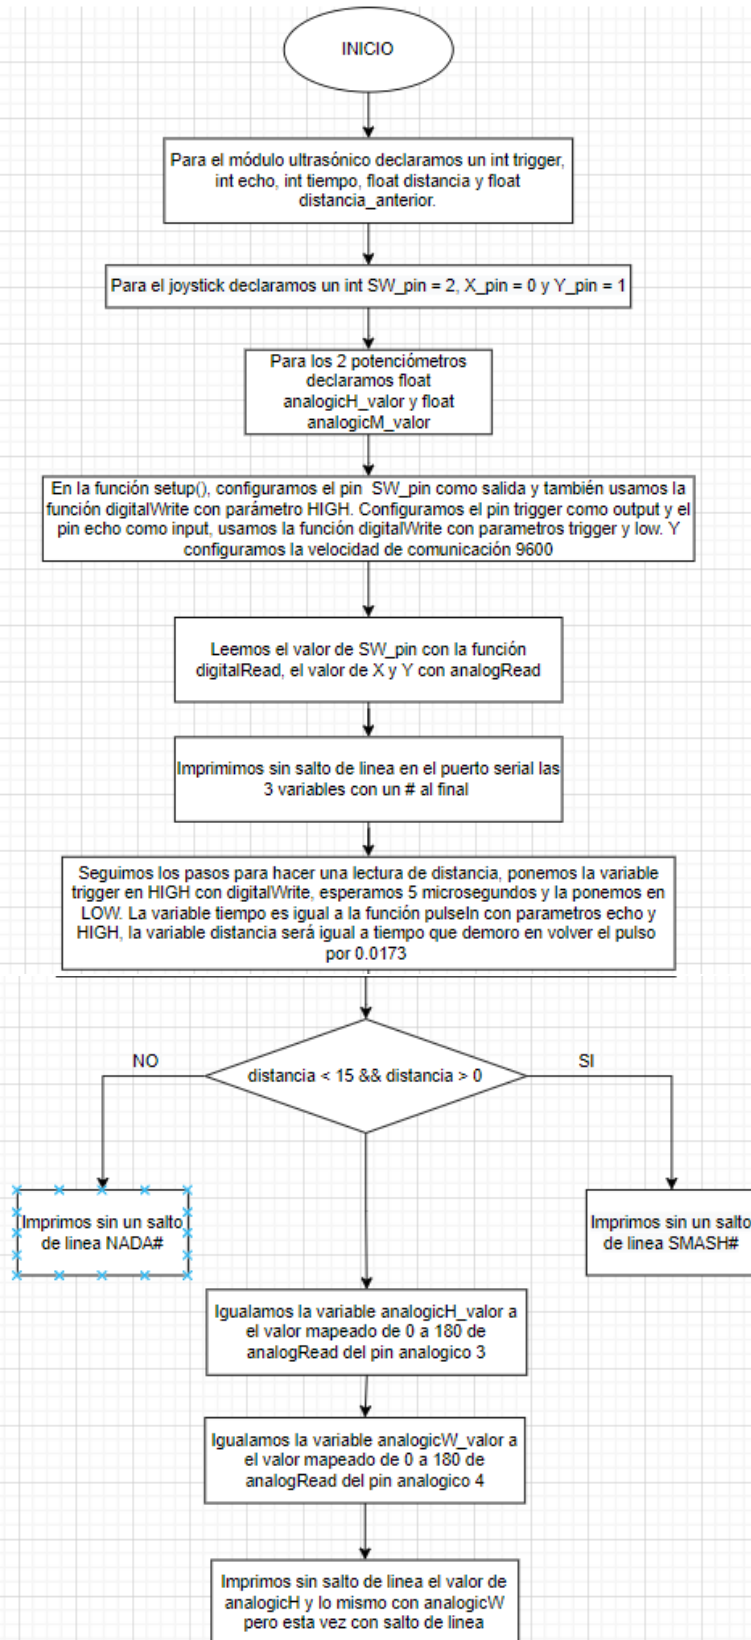 INICIO
Para el módulo ultrasónico declaramos un int trigger,
int echo, int tiempo, float distancia y float
distancia_anterior.
Para el joystick declaramos un int SW_pin = 2, X_pin = 0 y Y_pin = 1
Para los 2 potenciómetros
declaramos float
analogicH_valor y float
analogicM_valor
En la función setup(), configuramos el pin SW_pin como salida y también usamos la
función digitalWrite con parámetro HIGH. Configuramos el pin trigger como output y el
pin echo como input, usamos la función digitalWrite con parametros trigger y low. Y
configuramos la velocidad de comunicación 9600
Leemos el valor de SW_pin con la función
digitalRead, el valor de X y Y con analogRead
Imprimimos sin salto de linea en el puerto serial las
3 variables con un # al final
Seguimos los pasos para hacer una lectura de distancia, ponemos la variable
trigger en HIGH con digitalWrite, esperamos 5 microsegundos y la ponemos en
LOW. La variable tiempo es igual a la función pulseIn con parametros echo y
HIGH, la variable distancia será igual a tiempo que demoro en volver el pulso
por 0.0173
NO
SI
distancia < 15 && distancia > 0
Imprimos sin un salto
de linea NADA#
Imprimos sin un salto
de linea SMASH#
Igualamos la variable analogicH_valor a
el valor mapeado de 0 a 180 de
analogRead del pin analogico 3
Igualamos la variable analogicW_valor a
el valor mapeado de 0 a 180 de
analogRead del pin analogico 4
Imprimos sin salto de linea el valor de
analogicH y lo mismo con analogicW
pero esta vez con salto de linea